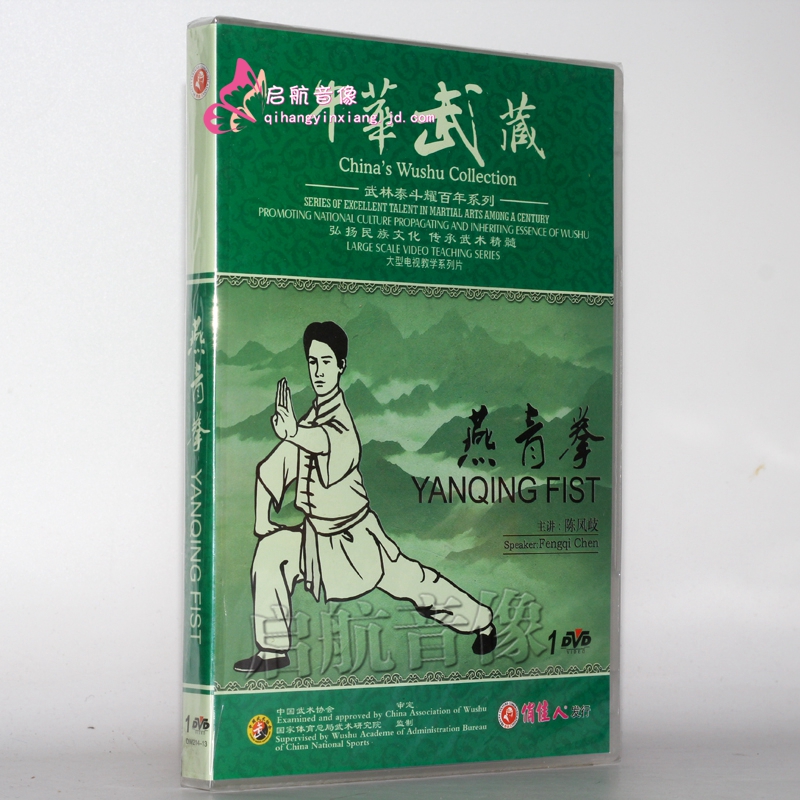 启航音像
qihangyinxiang.jd.com
中華武藏
China's Wushu Collection
武林泰斗耀百年系列
SERIES OF EXCELLENT TALENT IN MARTIAL ARTS AMONG A CENTURY
PROMOTING NATIONAL CULTURE PROPAGATING AND INHERITING ESSENCE OF WUSHU
弘扬民族文化 传承武术精髓
LARGE SCALE VIDEO TEACHING SERIES
大型电视教学系列片
燕青拳
YANQING FIST
主讲:陈凤歧
Speaker:Fengqi Chen
启航音像
1 DVD
中国武术协会 审定
Examined and approved by China Association of Wushu
国家体育总局武术研究院 监制
Supervised by Wushu Academe of Administration Bureau
of China National Sports
俏佳人 发行
燕青拳 YANQING FIST
1 DVD